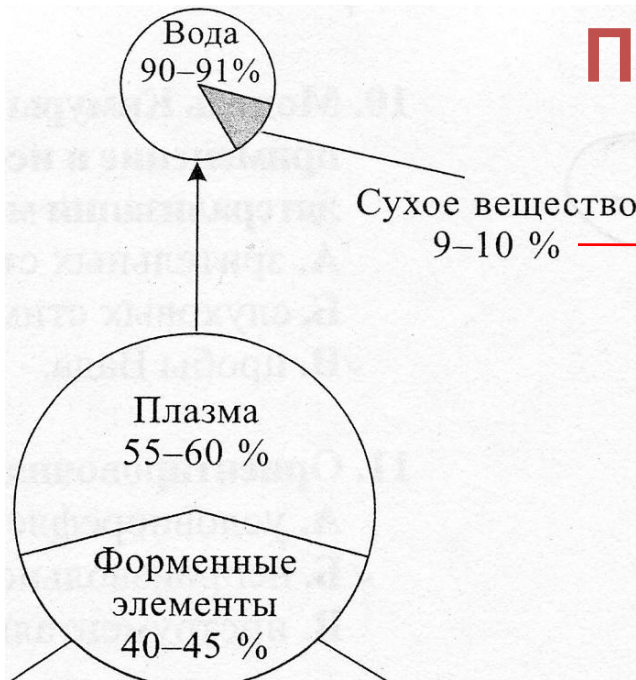 Вода
90–91%
П
Сухое вещество
9–10 %
Плазма
55–60 %
Форменные
элементы
40–45 %